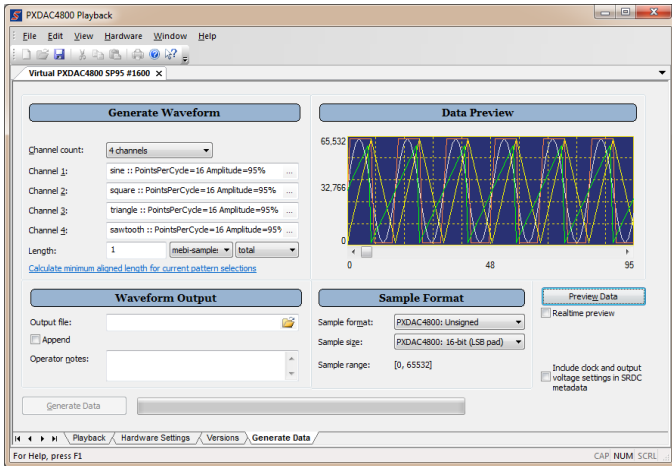 PXDAC4800 Playback
File Edit View Hardware Window Help
Virtual PXDAC4800 SP95 #1600
Generate Waveform
Channel count: 4 channels
Channel 1: sine :: PointsPerCycle=16 Amplitude=95% ...
Channel 2: square :: PointsPerCycle=16 Amplitude=95% ...
Channel 3: triangle :: PointsPerCycle=16 Amplitude=95% ...
Channel 4: sawtooth :: PointsPerCycle=16 Amplitude=95% ...
Length: 1 mebi-sample: total
Calculate minimum aligned length for current pattern selections
Data Preview
65,532
32,766
0
0 48 95
Waveform Output
Output file:
Append
Operator notes:
Sample Format
Sample format: PXDAC4800: Unsigned
Sample size: PXDAC4800: 16-bit (LSB pad)
Sample range: [0, 65532]
Preview Data
Realtime preview
Include clock and output
voltage settings in SRDC
metadata
Generate Data
Playback Hardware Settings Versions Generate Data
For Help, press F1 CAP NUM SCRL